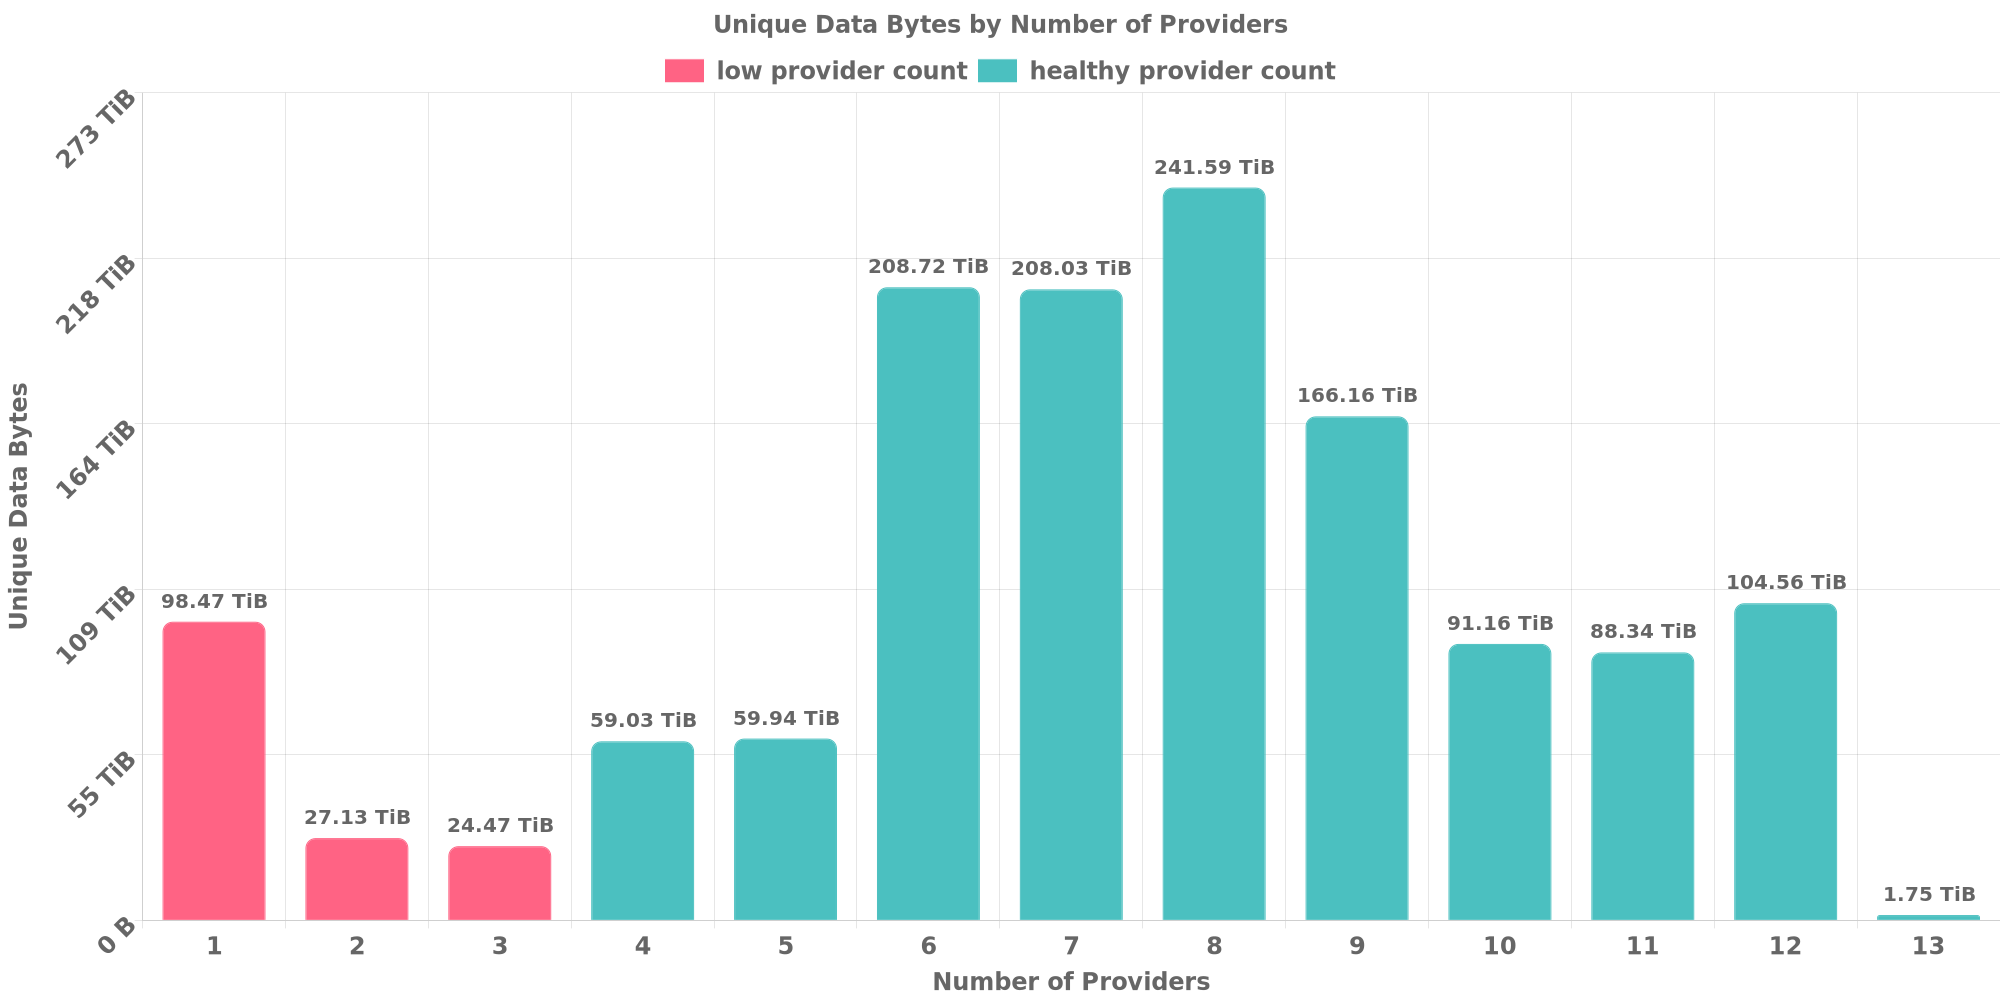 Unique Data Bytes by Number of Providers
low provider count healthy provider count
Unique Data Bytes
273 TiB
218 TiB
164 TiB
109 TiB
55 TiB
0 B
98.47 TiB
27.13 TiB
24.47 TiB
59.03 TiB
59.94 TiB
208.72 TiB
208.03 TiB
241.59 TiB
166.16 TiB
91.16 TiB
88.34 TiB
104.56 TiB
1.75 TiB
1 2 3 4 5 6 7 8 9 10 11 12 13
Number of Providers